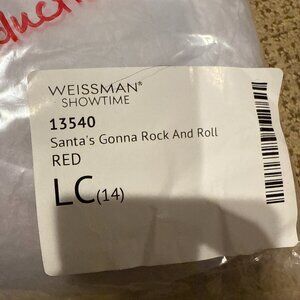 WEISSMAN®
SHOWTIME
13540
Santa's Gonna Rock And Roll
RED
LC(14)